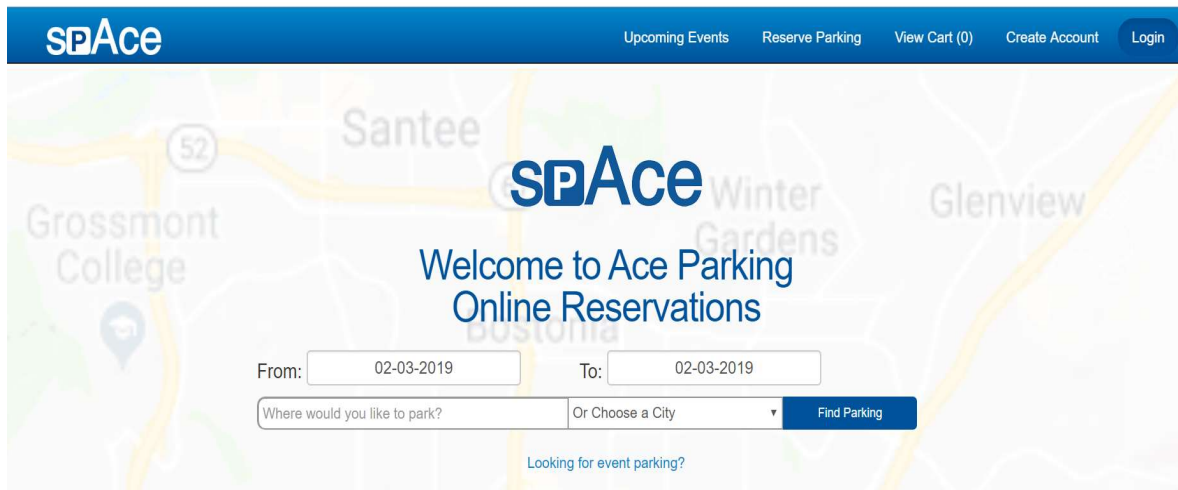 spAce
Upcoming Events Reserve Parking View Cart (0) Create Account Login
52
Santee
spAce
Winter Gardens
Glenview
Grossmont College
Welcome to Ace Parking
Online Reservations
Bostonia
From: 02-03-2019 To: 02-03-2019
Where would you like to park? Or Choose a City Find Parking
Looking for event parking?